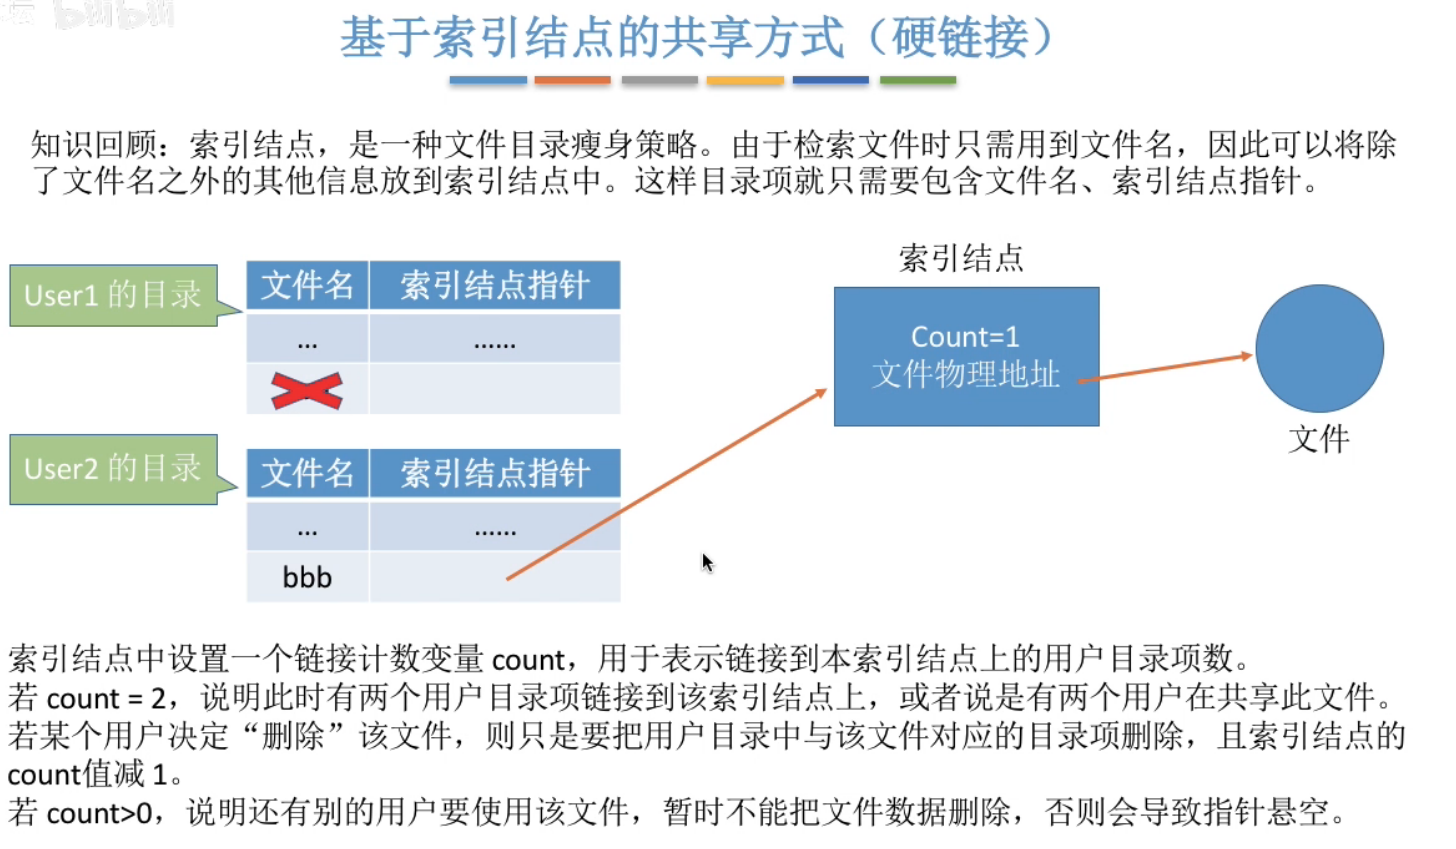 坛 bilibili
基于索引结点的共享方式（硬链接）
知识回顾：索引结点，是一种文件目录瘦身策略。由于检索文件时只需用到文件名，因此可以将除
了文件名之外的其他信息放到索引结点中。这样目录项就只需要包含文件名、索引结点指针。
User1 的目录
文件名 索引结点指针
... ......
User2 的目录
文件名 索引结点指针
... ......
bbb
索引结点
Count=1
文件物理地址
文件
索引结点中设置一个链接计数变量 count，用于表示链接到本索引结点上的用户目录项数。
若 count = 2，说明此时有两个用户目录项链接到该索引结点上，或者说是有两个用户在共享此文件。
若某个用户决定“删除”该文件，则只是要把用户目录中与该文件对应的目录项删除，且索引结点的
count值减 1。
若 count>0，说明还有别的用户要使用该文件，暂时不能把文件数据删除，否则会导致指针悬空。